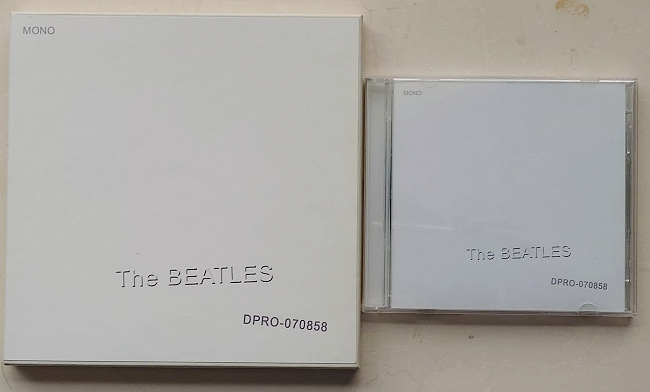 MONO
The BEATLES
DPRO-070858
MONO
The BEATLES
DPRO-070858